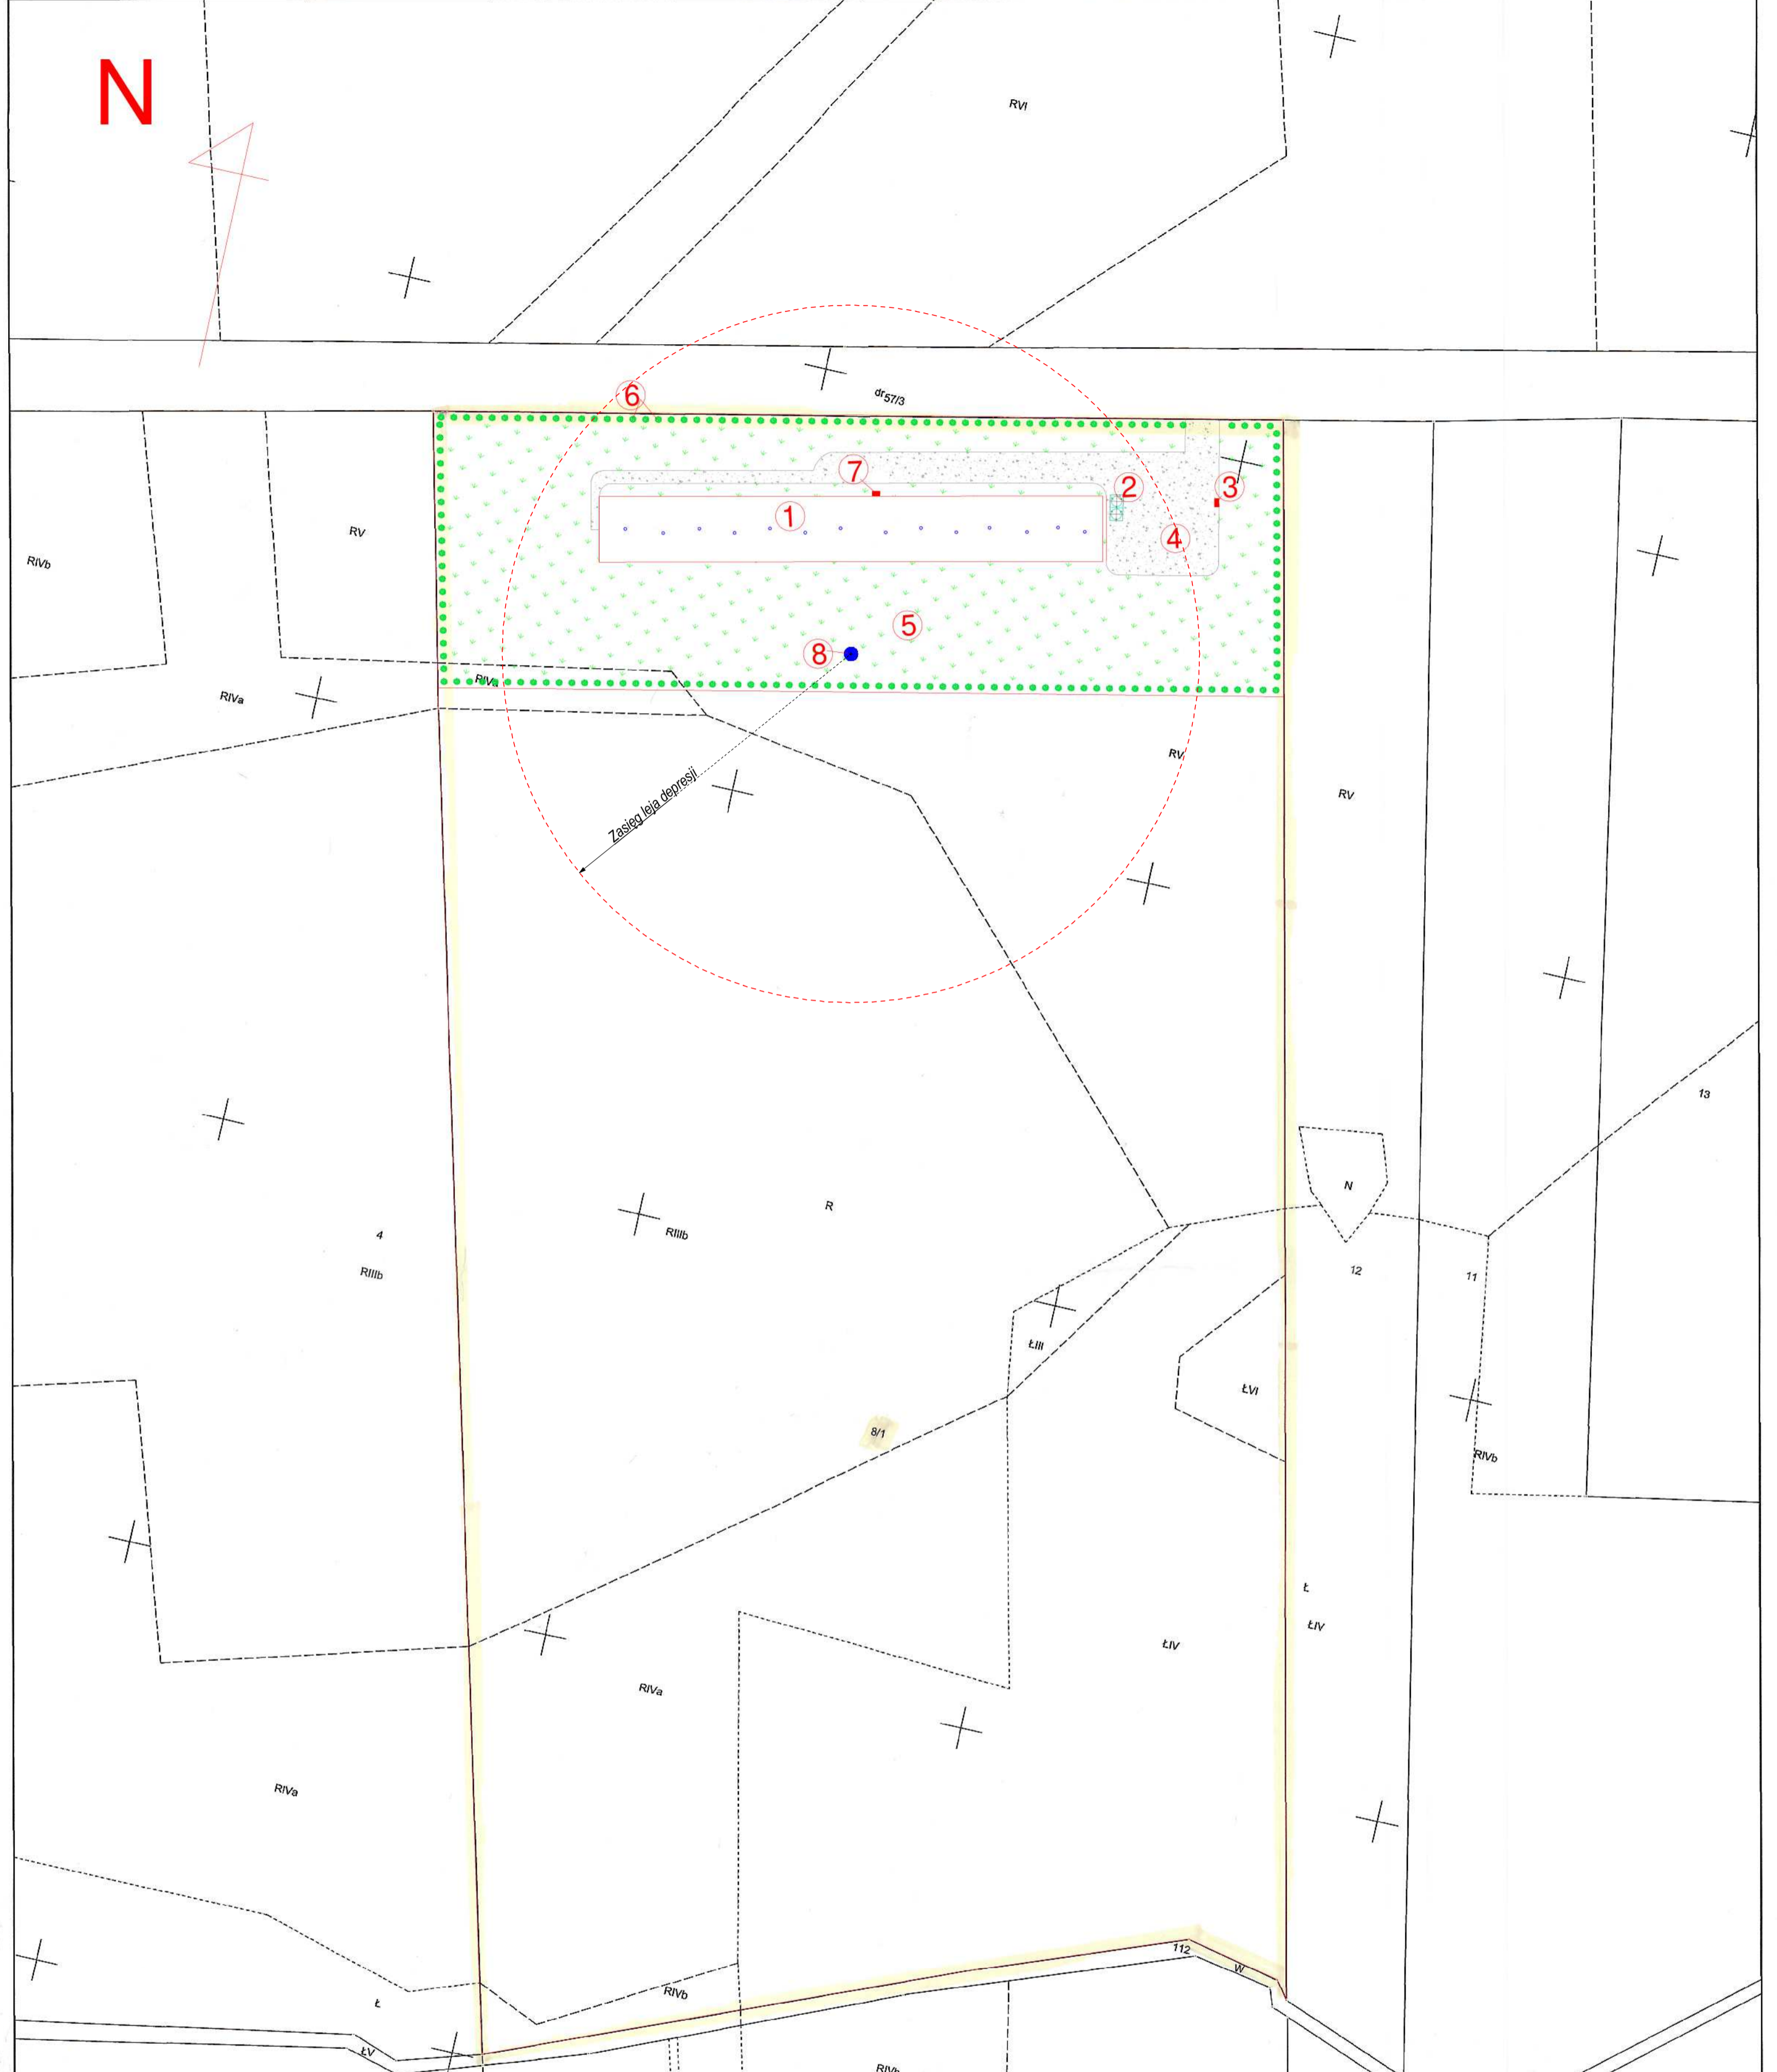 N
RVI
dr57/3
6
7
2
3
1
4
RV
RIVb
5
8
RIVa
RIVa
RV
RV
Zasięg leja depresji
13
N
R
RIIIb
4
RIIIb
12
11
ŁIII
ŁVI
8/1
RIVb
Ł
ŁIV
ŁIV
RIVa
RIVa
112
W
RIVb
Ł
ŁV
RIVb